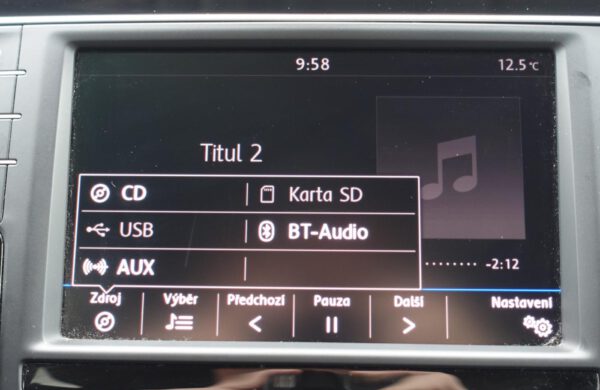 9:58 12.5°C
Titul 2
CD Karta SD
USB BT-Audio
AUX
-2:12
Zdroj Výběr Předchozí Pauza Další Nastavení